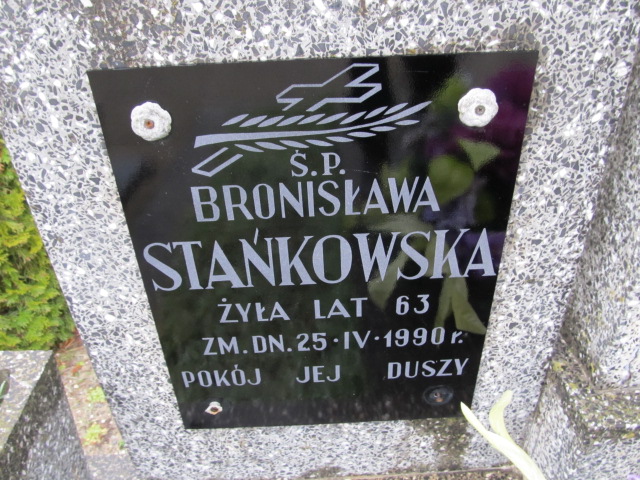 Ś.P.
BRONISŁAWA
STAŃKOWSKA
ŻYŁA LAT 63
ZM. DN. 25·IV·1990 r.
POKÓJ JEJ DUSZY